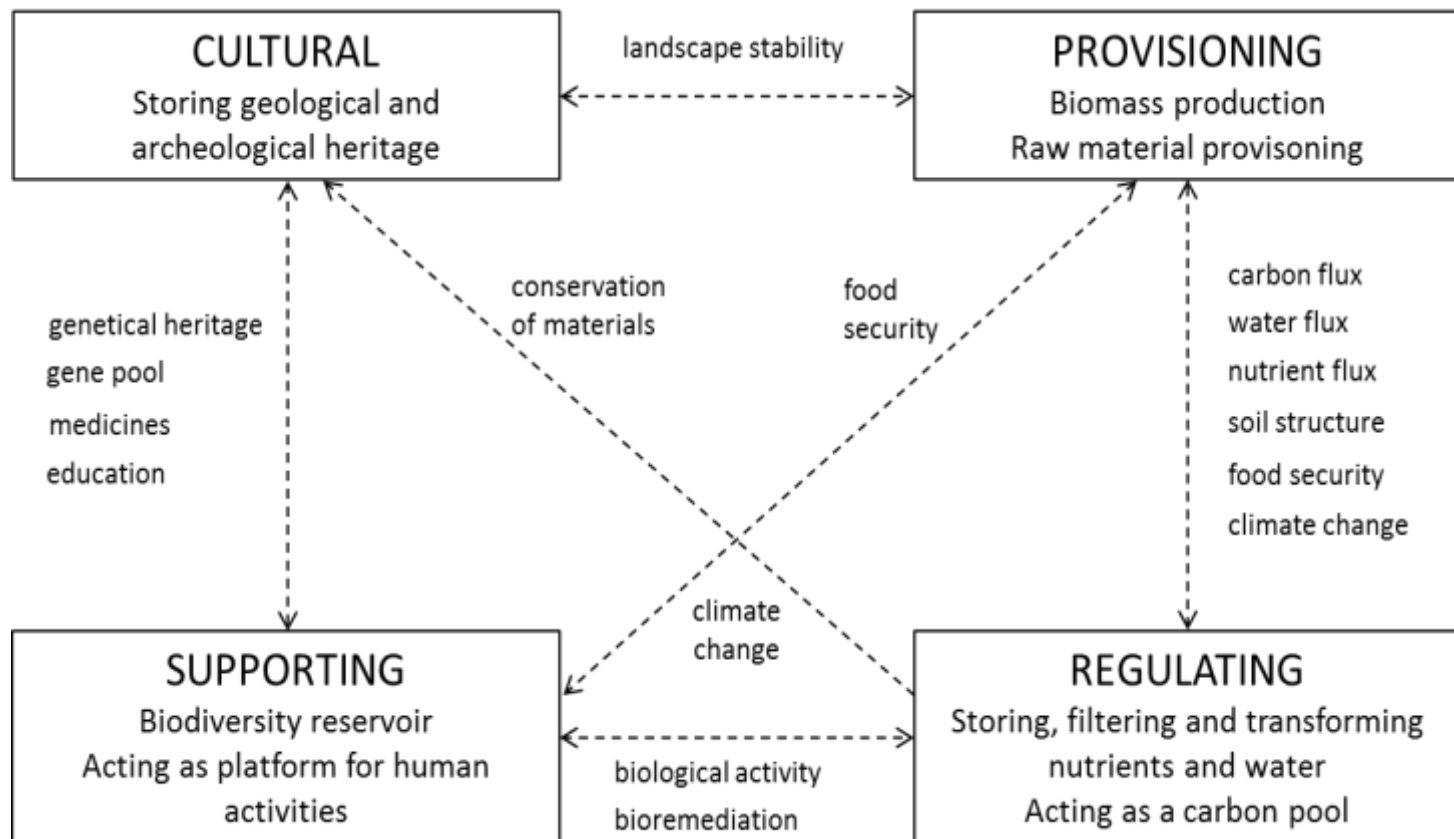 CULTURAL
Storing geological and
archeological heritage
landscape stability
PROVISIONING
Biomass production
Raw material provisoning
genetical heritage
gene pool
medicines
education
conservation
of materials
food
security
carbon flux
water flux
nutrient flux
soil structure
food security
climate change
climate
change
SUPPORTING
Biodiversity reservoir
Acting as platform for human
activities
biological activity
bioremediation
REGULATING
Storing, filtering and transforming
nutrients and water
Acting as a carbon pool